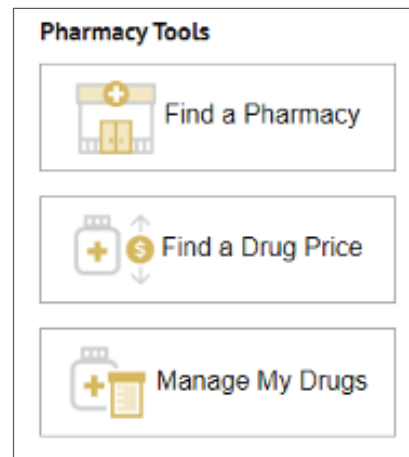 Pharmacy Tools
Find a Pharmacy
$ Find a Drug Price
Manage My Drugs